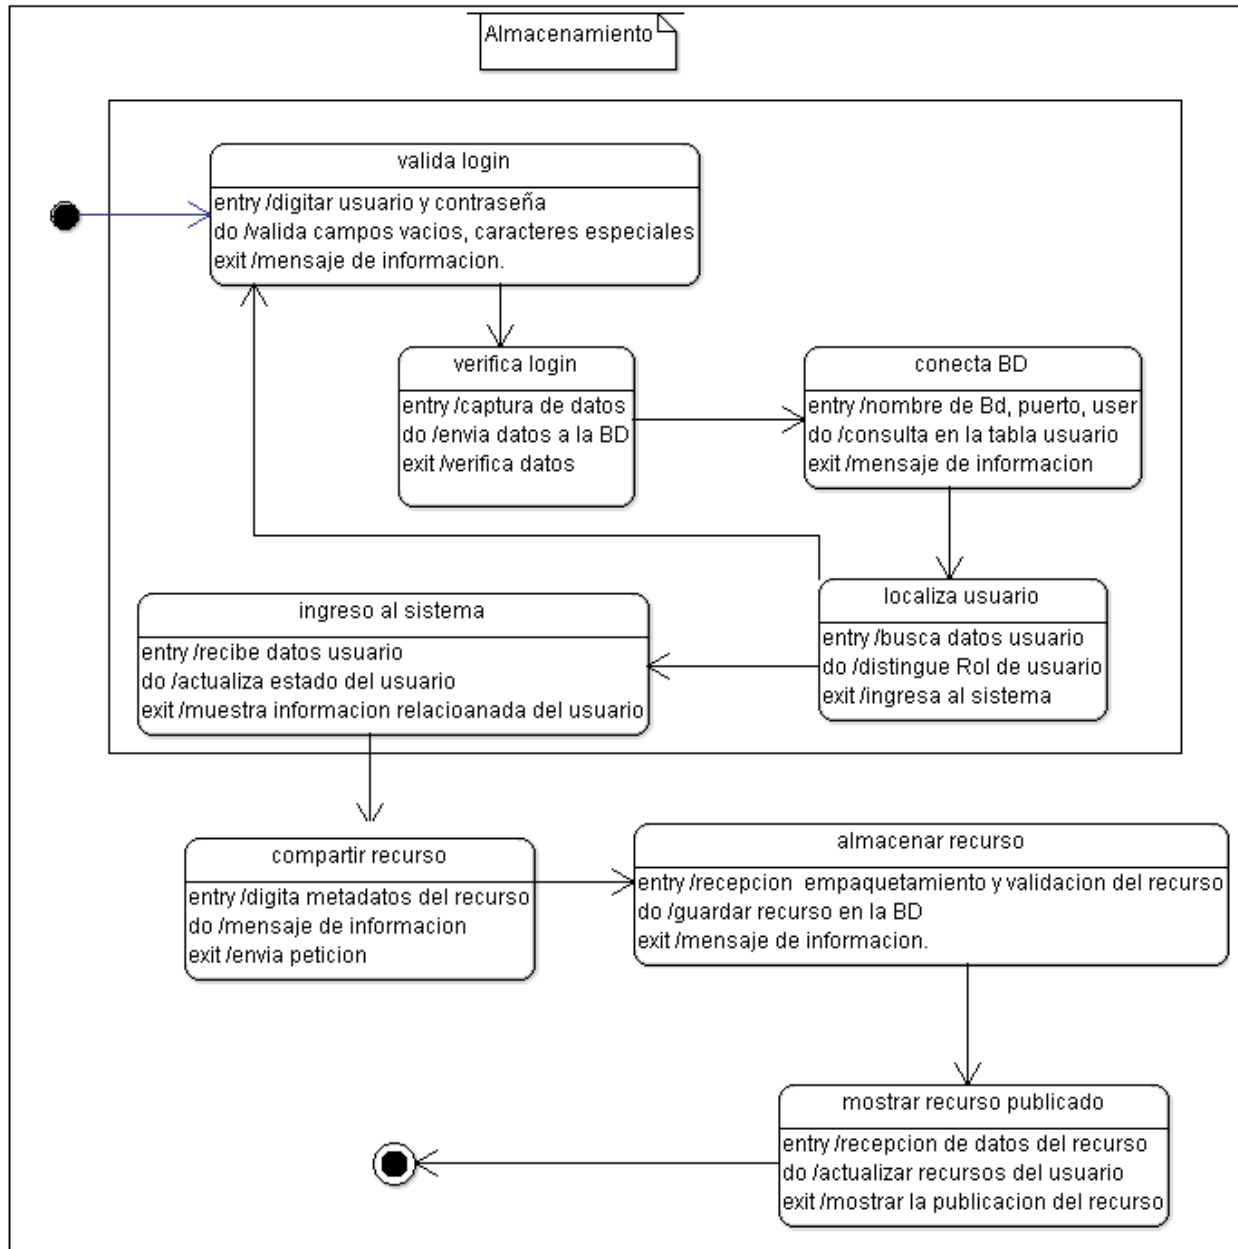 Almacenamiento
valida login
entry /digitar usuario y contraseña
do /valida campos vacios, caracteres especiales
exit /mensaje de informacion.
verifica login
entry /captura de datos
do /envia datos a la BD
exit /verifica datos
conecta BD
entry /nombre de Bd, puerto, user
do /consulta en la tabla usuario
exit /mensaje de informacion
localiza usuario
entry /busca datos usuario
do /distingue Rol de usuario
exit /ingresa al sistema
ingreso al sistema
entry /recibe datos usuario
do /actualiza estado del usuario
exit /muestra informacion relacioanada del usuario
compartir recurso
entry /digita metadatos del recurso
do /mensaje de informacion
exit /envia peticion
almacenar recurso
entry /recepcion  empaquetamiento y validacion del recurso
do /guardar recurso en la BD
exit /mensaje de informacion.
mostrar recurso publicado
entry /recepcion de datos del recurso
do /actualizar recursos del usuario
exit /mostrar la publicacion del recurso